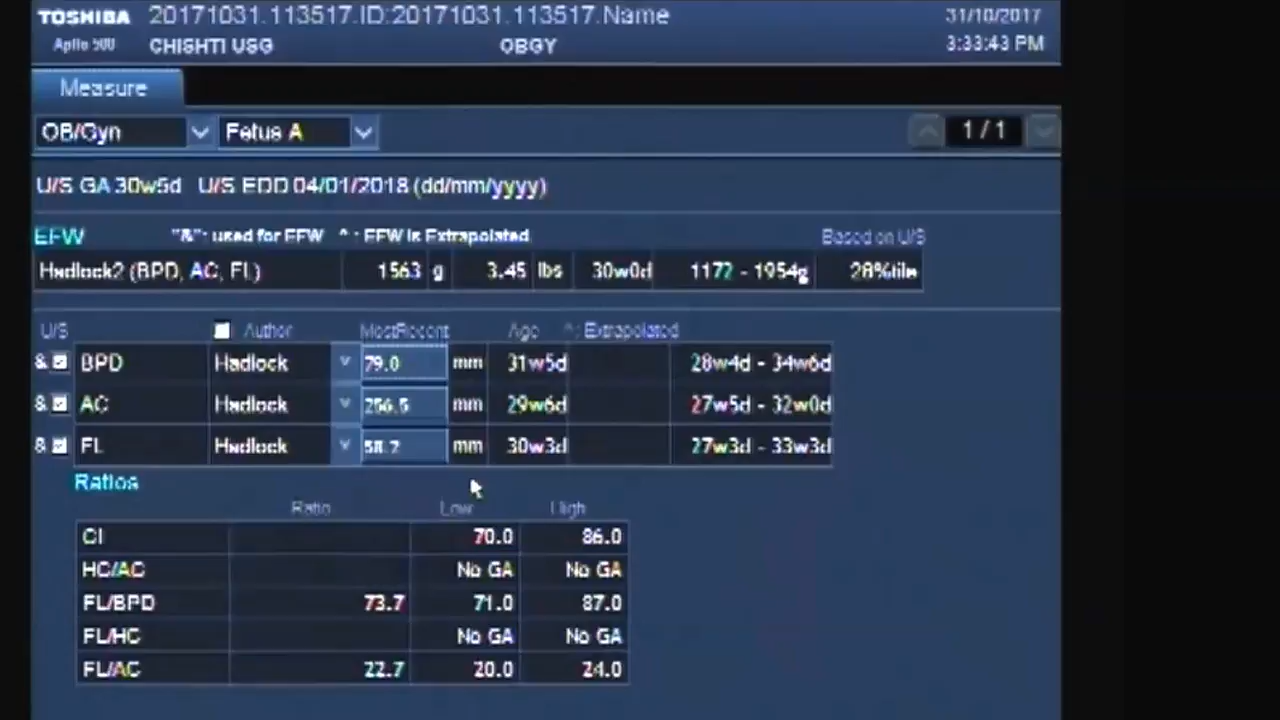 TOSHIBA 20171031.113517.ID:20171031.113517.Name 31/10/2017
Aplio 500 CHISHTI USG OBGY 3:33:43 PM
Measure
OB/Gyn Fetus A 1 / 1
U/S GA 30w5d U/S EDD 04/01/2018 (dd/mm/yyyy)
EFW "&": used for EFW ^ : EFW is Extrapolated Based on U/S
Hadlock2 (BPD, AC, FL) 1563 g 3.45 lbs 30w0d 1172 - 1954g 28%tile
U/S Author MostRecent Age ^: Extrapolated
& BPD Hadlock 79.0 mm 31w5d 28w4d - 34w6d
& AC Hadlock 256.5 mm 29w6d 27w5d - 32w0d
& FL Hadlock 58.2 mm 30w3d 27w3d - 33w3d
Ratios
Ratio Low High
CI 70.0 86.0
HC/AC No GA No GA
FL/BPD 73.7 71.0 87.0
FL/HC No GA No GA
FL/AC 22.7 20.0 24.0